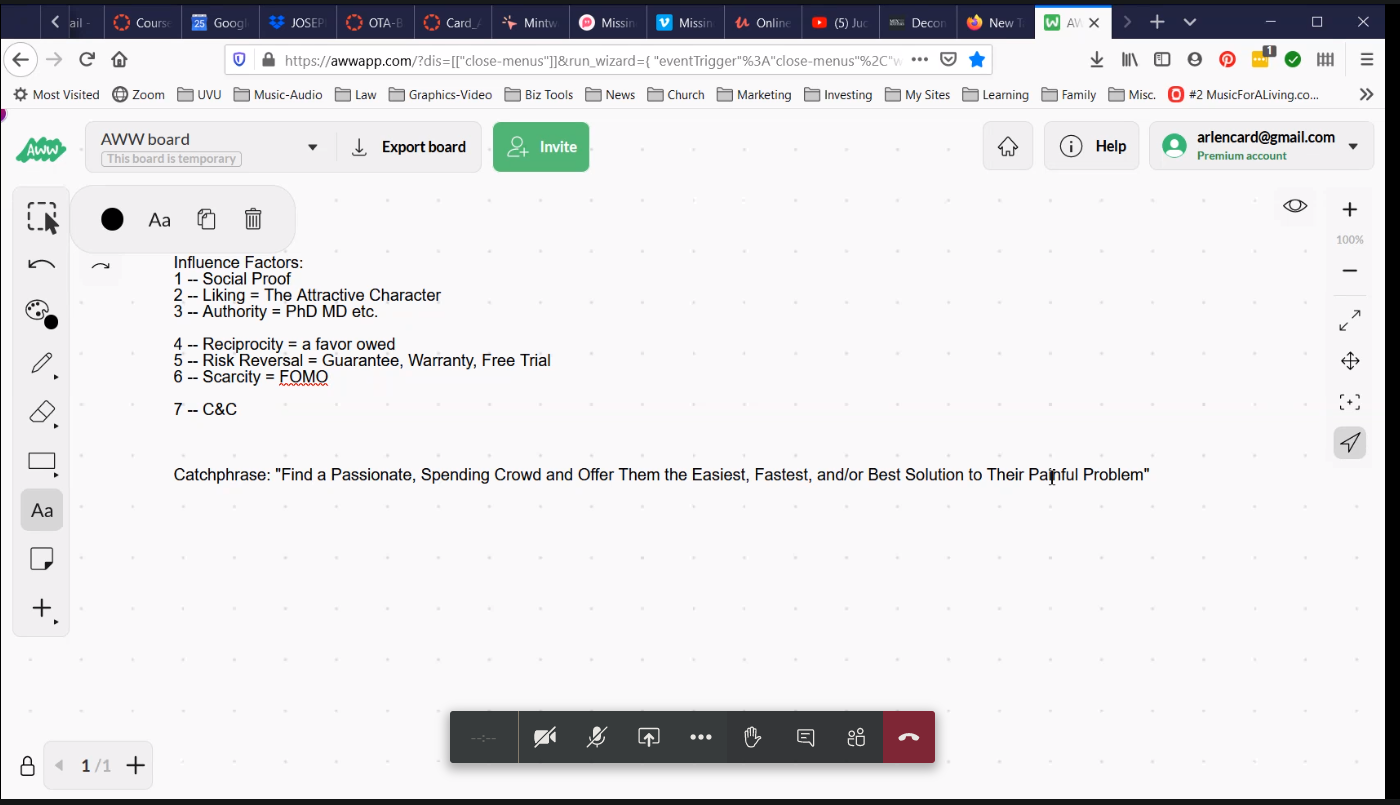 ail -
Cours
25 Googl
JOSEP
OTA-B
Card_
Mintw
Missin
Missin
Online
(5) Juc
Decon
New T
AW
https://awwapp.com/?dis=[["close-menus"]]&run_wizard={ "eventTrigger"%3A"close-menus"%2C"w
1
Most Visited
Zoom
UVU
Music-Audio
Law
Graphics-Video
Biz Tools
News
Church
Marketing
Investing
My Sites
Learning
Family
Misc.
#2 MusicForALiving.co...
AWW
AWW board
This board is temporary
Export board
Invite
Help
arlencard@gmail.com
Premium account
Aa
100%
Influence Factors:
1 -- Social Proof
2 -- Liking = The Attractive Character
3 -- Authority = PhD MD etc.
4 -- Reciprocity = a favor owed
5 -- Risk Reversal = Guarantee, Warranty, Free Trial
6 -- Scarcity = FOMO
7 -- C&C
Catchphrase: "Find a Passionate, Spending Crowd and Offer Them the Easiest, Fastest, and/or Best Solution to Their Painful Problem"
Aa
--:--
1 /1